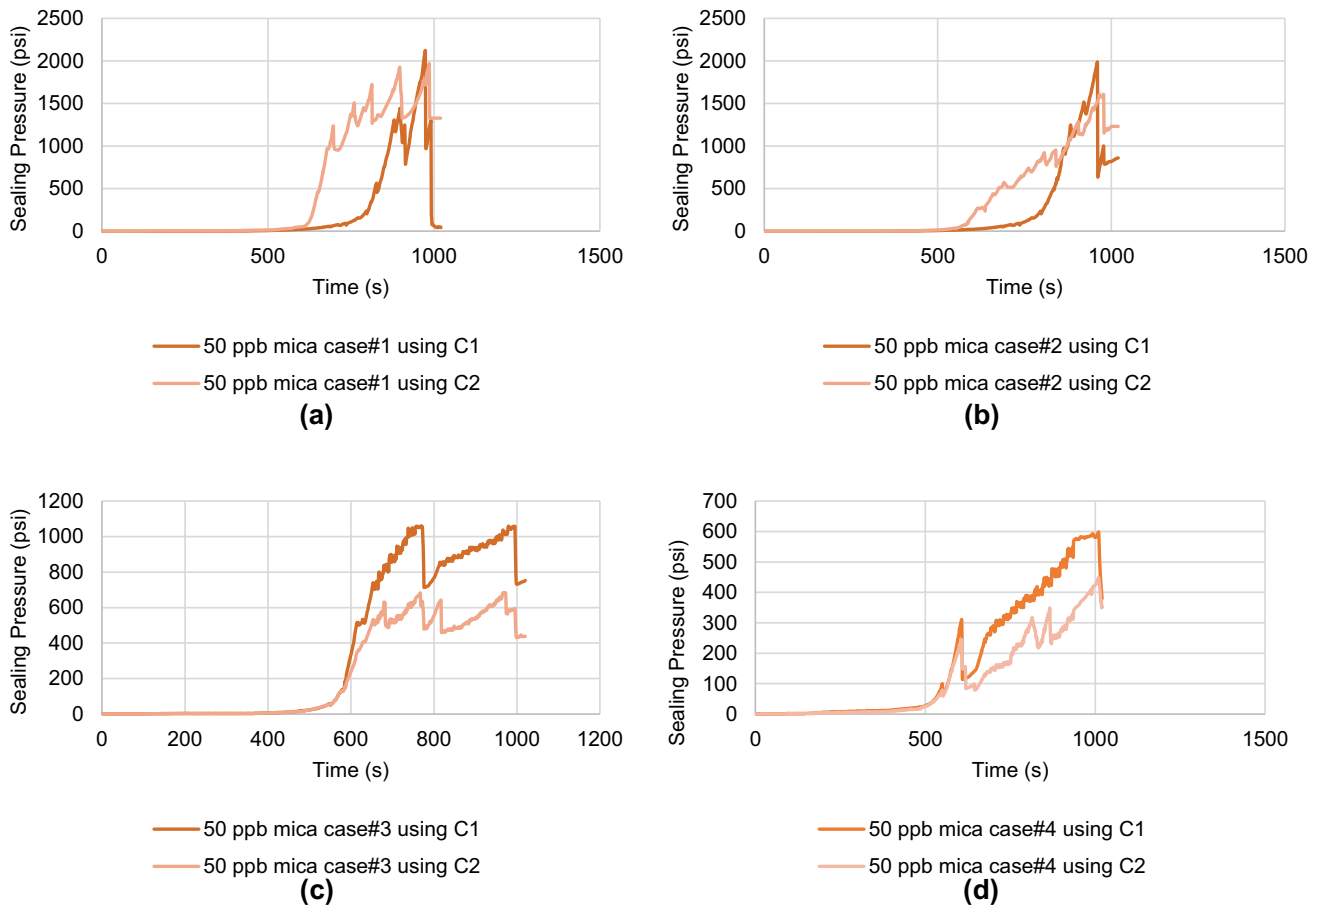 2500
2000
1500
1000
500
0
Sealing Pressure (psi)
0 500 1000 1500
Time (s)
50 ppb mica case#1 using C1
50 ppb mica case#1 using C2
(a)
2500
2000
1500
1000
500
0
Sealing Pressure (psi)
0 500 1000 1500
Time (s)
50 ppb mica case#2 using C1
50 ppb mica case#2 using C2
(b)
1200
1000
800
600
400
200
0
Sealing Pressure (psi)
0 200 400 600 800 1000 1200
Time (s)
50 ppb mica case#3 using C1
50 ppb mica case#3 using C2
(c)
700
600
500
400
300
200
100
0
Sealing Pressure (psi)
0 500 1000 1500
Time (s)
50 ppb mica case#4 using C1
50 ppb mica case#4 using C2
(d)